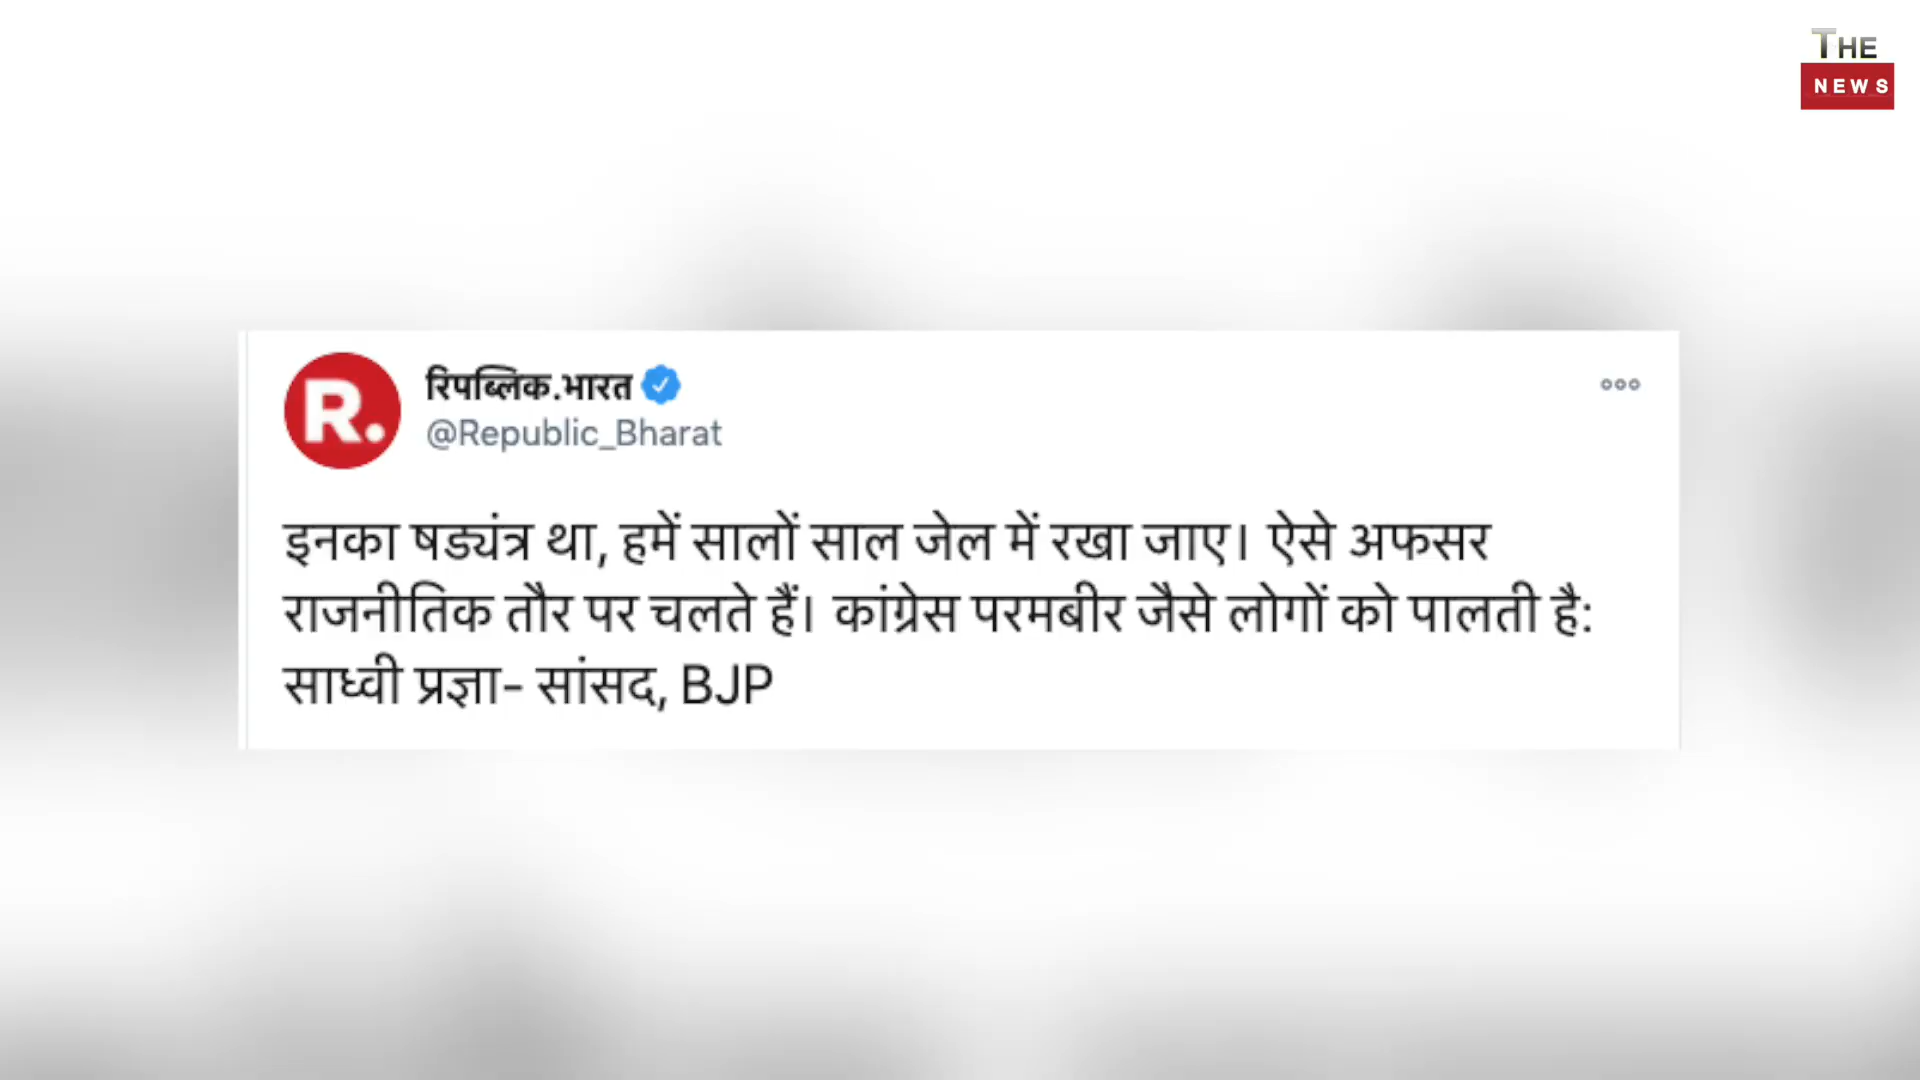 THE
NEWS
R.
रिपब्लिक.भारत
@Republic_Bharat
इनका षड्यंत्र था, हमें सालों साल जेल में रखा जाए। ऐसे अफसर
राजनीतिक तौर पर चलते हैं। कांग्रेस परमबीर जैसे लोगों को पालती है:
साध्वी प्रज्ञा- सांसद, BJP